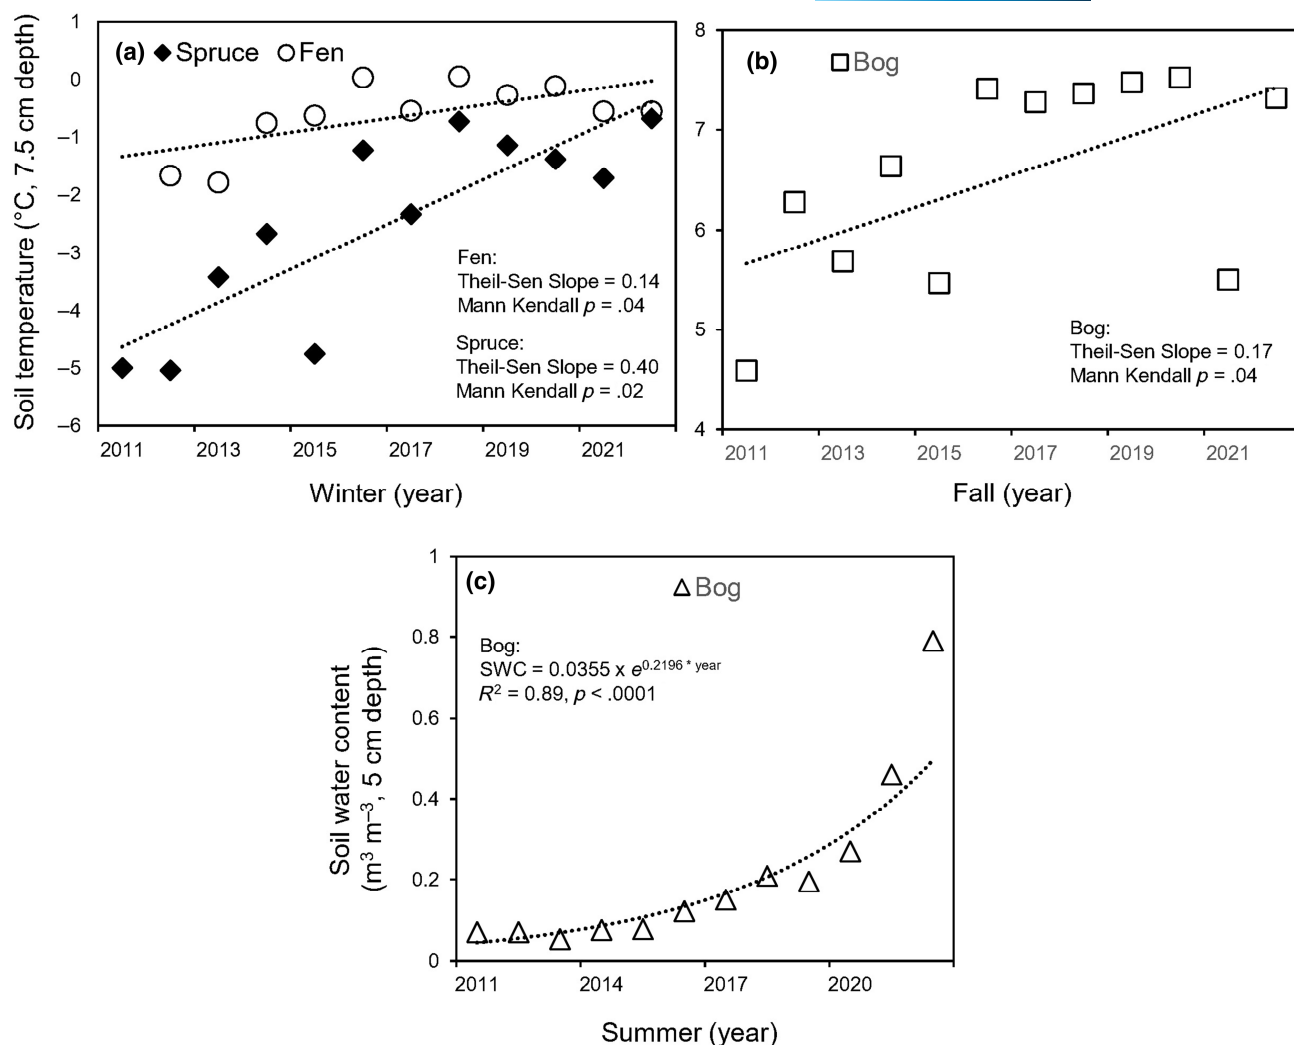 (a) Spruce Fen
1
0
–1
–2
–3
–4
–5
–6
Soil temperature (°C, 7.5 cm depth)
Fen:
Theil-Sen Slope = 0.14
Mann Kendall p = .04
Spruce:
Theil-Sen Slope = 0.40
Mann Kendall p = .02
2011 2013 2015 2017 2019 2021
Winter (year)
(b) Bog
8
7
6
5
4
Bog:
Theil-Sen Slope = 0.17
Mann Kendall p = .04
2011 2013 2015 2017 2019 2021
Fall (year)
(c) Bog
1
0.8
0.6
0.4
0.2
0
Soil water content
(m³ m⁻³, 5 cm depth)
Bog:
SWC = 0.0355 x e^0.2196 * year
R² = 0.89, p < .0001
2011 2014 2017 2020
Summer (year)